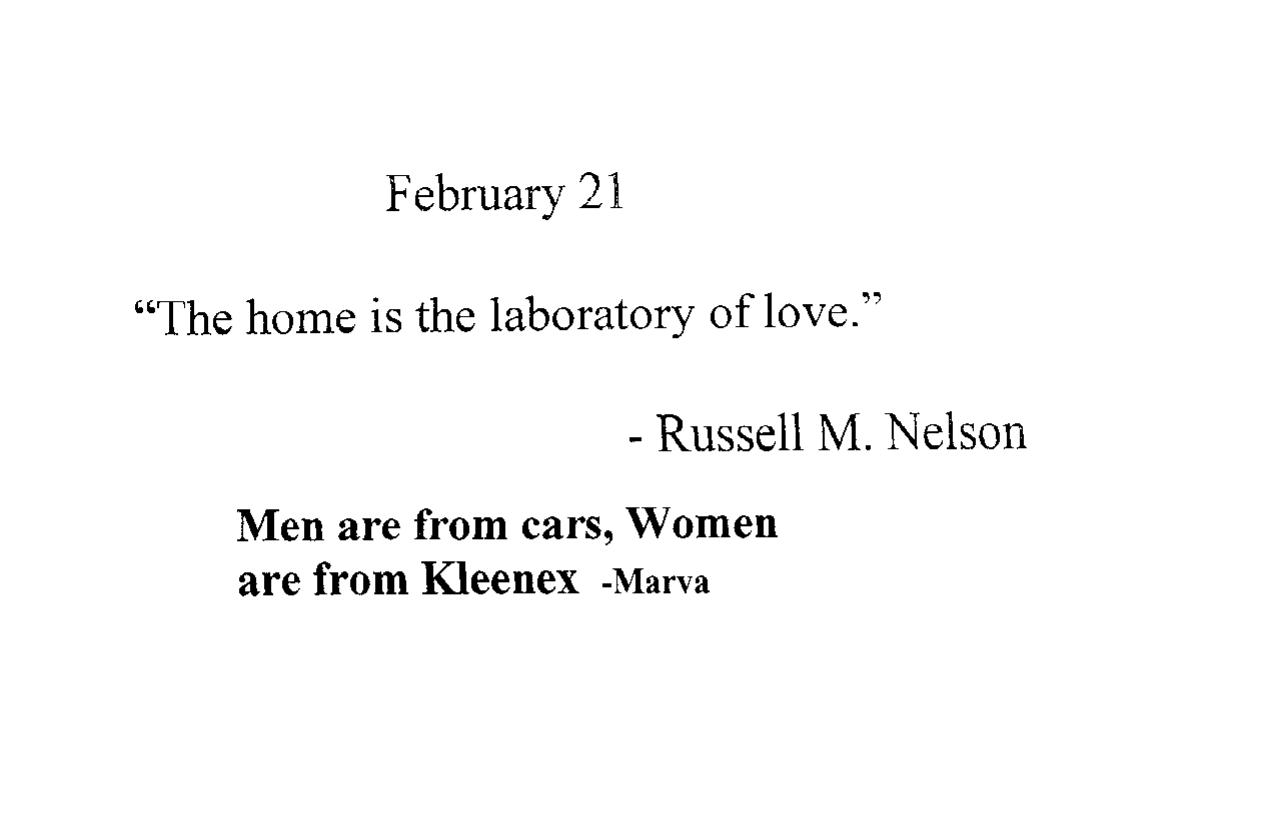 February 21
“The home is the laboratory of love.”
- Russell M. Nelson
Men are from cars, Women
are from Kleenex -Marva